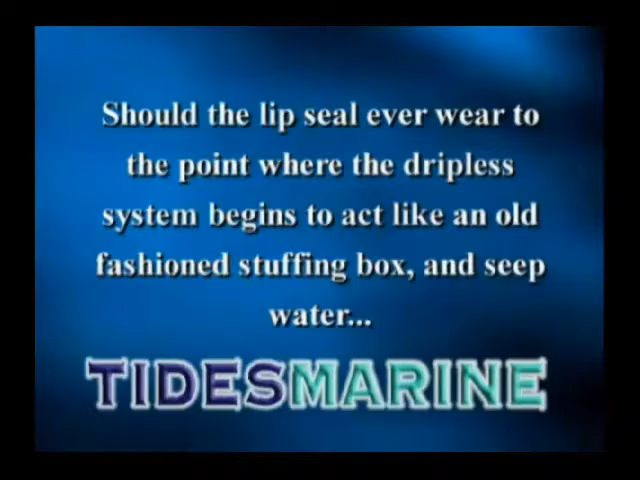 Should the lip seal ever wear to
the point where the dripless
system begins to act like an old
fashioned stuffing box, and seep
water...
TIDESMARINE